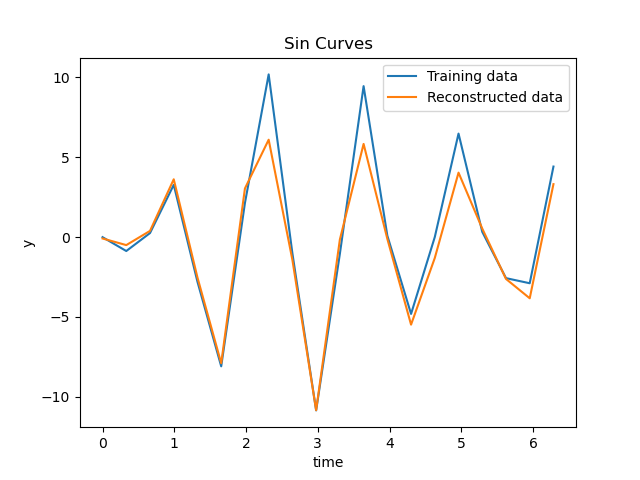 Sin Curves
Training data
Reconstructed data
10
5
0
−5
−10
y
0 1 2 3 4 5 6
time